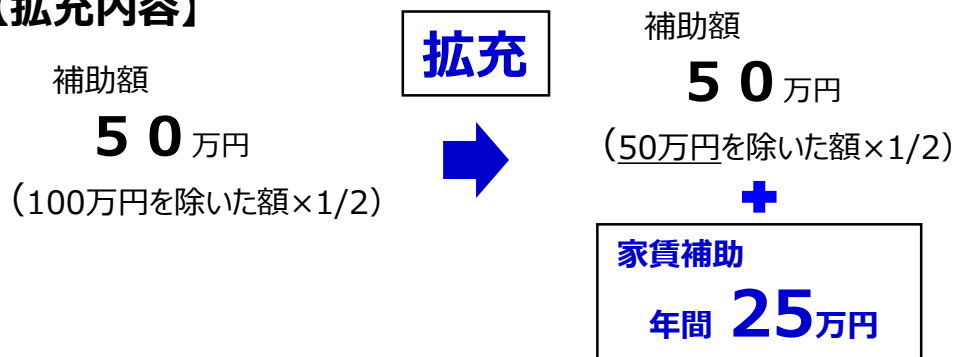 【拡充内容】
補助額
５０万円
（100万円を除いた額×1/2）
拡充
補助額
５０万円
（50万円を除いた額×1/2）
家賃補助
年間 25万円